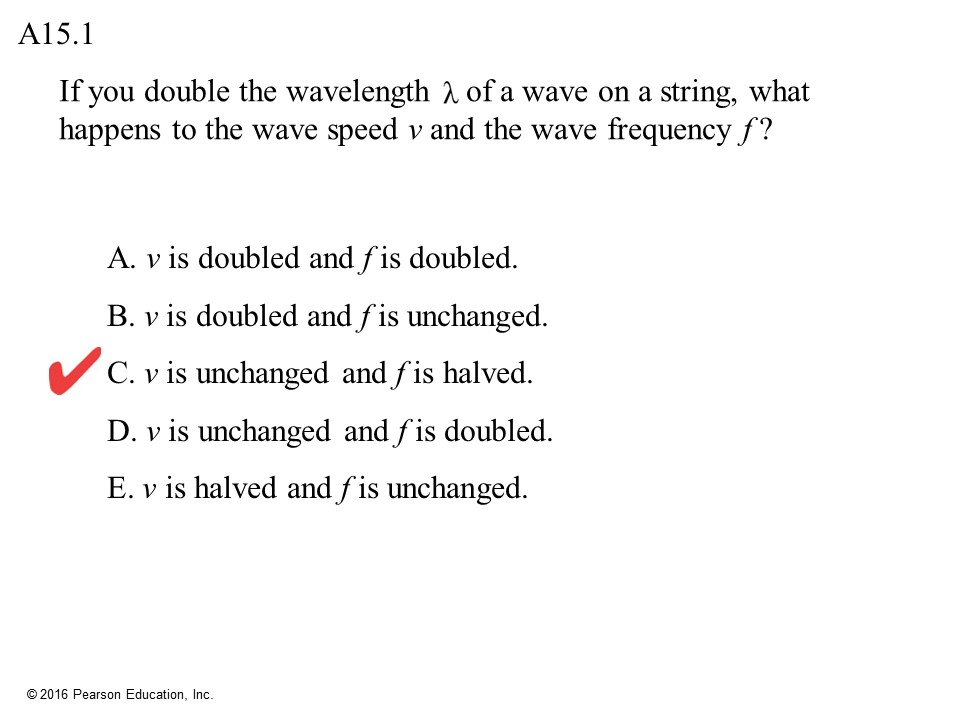 A15.1
If you double the wavelength λ of a wave on a string, what
happens to the wave speed v and the wave frequency f ?
A. v is doubled and f is doubled.
B. v is doubled and f is unchanged.
C. v is unchanged and f is halved.
D. v is unchanged and f is doubled.
E. v is halved and f is unchanged.
© 2016 Pearson Education, Inc.